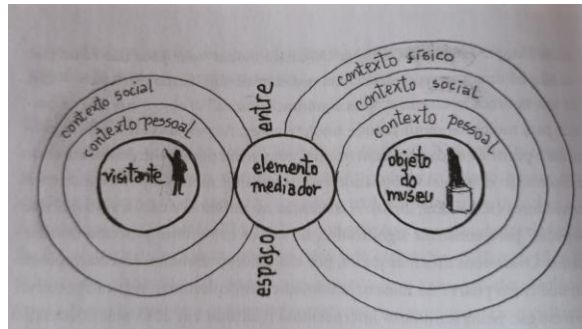 contexto social
contexto pessoal
visitante
entre
elemento
mediador
espaço
contexto físico
contexto social
contexto pessoal
objeto
do
museu